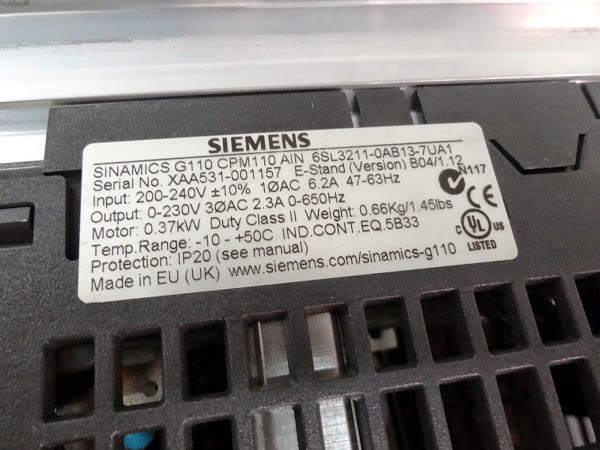 SIEMENS
SINAMICS G110 CPM110 AIN 6SL3211-0AB13-7UA1
Serial No. XAA531-001157 E-Stand (Version) B04/1.12
Input: 200-240V ±10% 1ØAC 6.2A 47-63Hz
N117
Output: 0-230V 3ØAC 2.3A 0-650Hz
Motor: 0.37kW Duty Class II Weight: 0.66Kg/1.45lbs
Temp.Range: -10 - +50C IND.CONT.EQ.5B33
C UL US
LISTED
Protection: IP20 (see manual)
Made in EU (UK) www.siemens.com/sinamics-g110